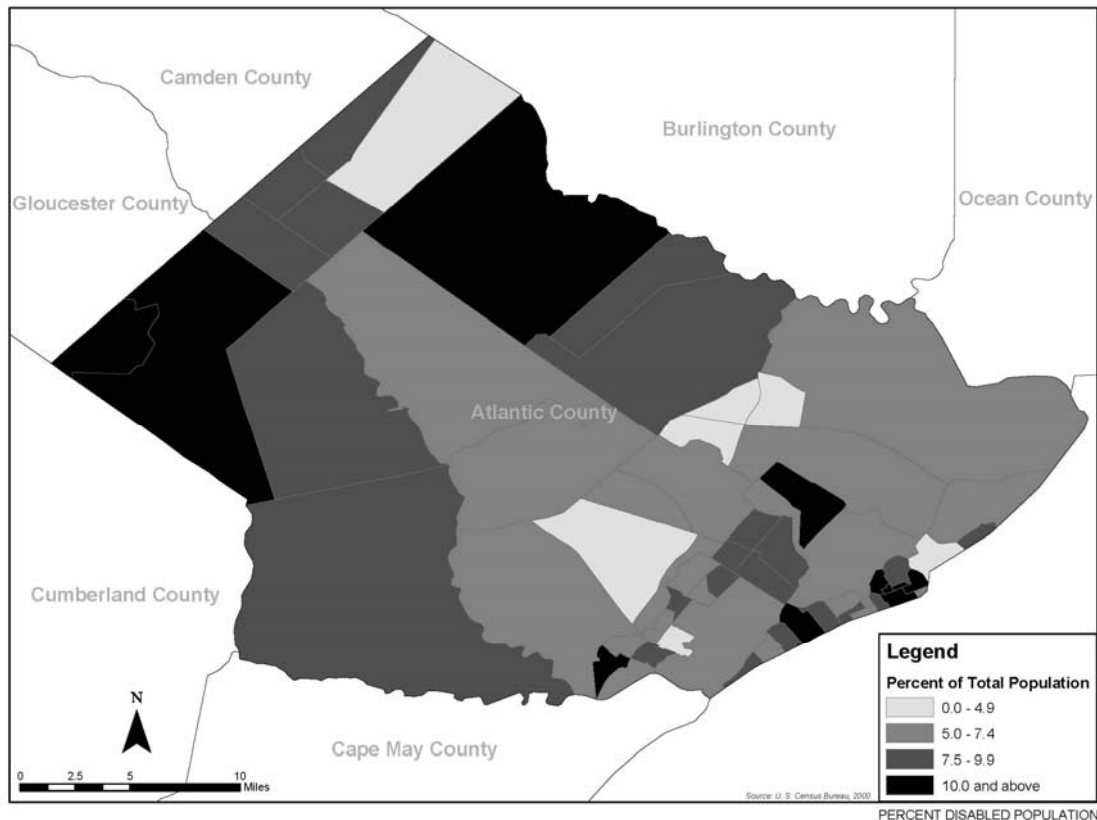 Camden County
Burlington County
Gloucester County
Ocean County
Atlantic County
Cumberland County
Cape May County
N
0 2.5 5 10
Miles
Legend
Percent of Total Population
0.0 - 4.9
5.0 - 7.4
7.5 - 9.9
10.0 and above
Source: U. S. Census Bureau, 2000
PERCENT DISABLED POPULATION